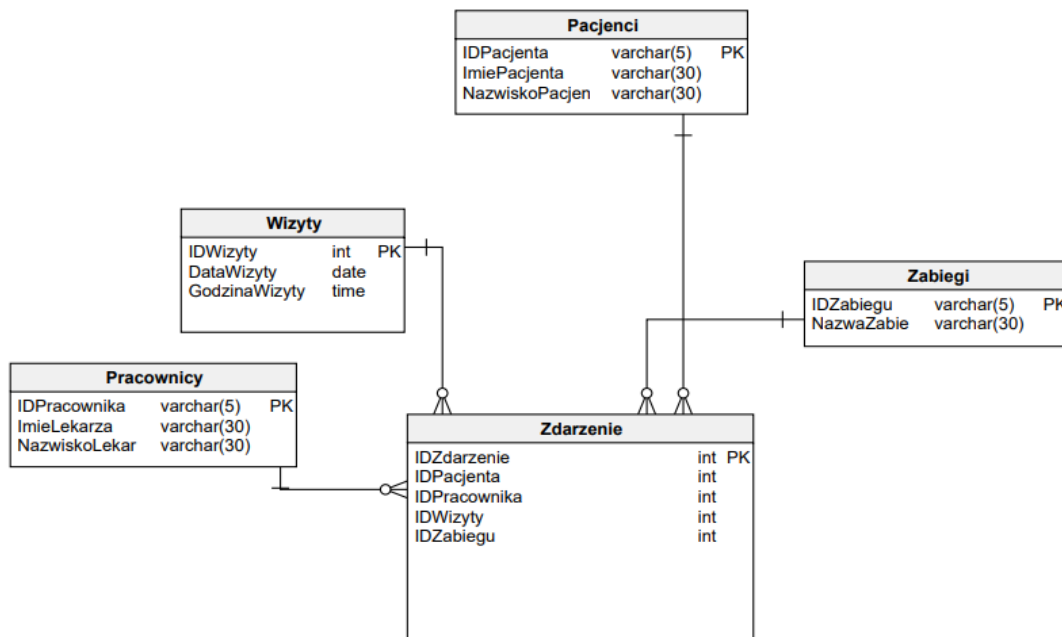 Pacjenci
IDPacjenta varchar(5) PK
ImiePacjenta varchar(30)
NazwiskoPacjen varchar(30)
Wizyty
IDWizyty int PK
DataWizyty date
GodzinaWizyty time
Zabiegi
IDZabiegu varchar(5) PK
NazwaZabie varchar(30)
Pracownicy
IDPracownika varchar(5) PK
ImieLekarza varchar(30)
NazwiskoLekar varchar(30)
Zdarzenie
IDZdarzenie int PK
IDPacjenta int
IDPracownika int
IDWizyty int
IDZabiegu int